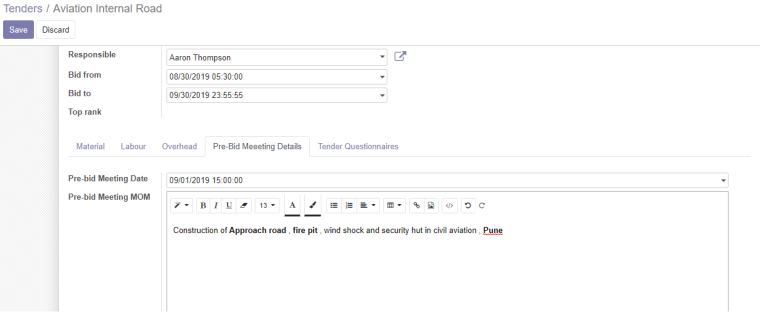 Tenders / Aviation Internal Road
Save Discard
Responsible Aaron Thompson
Bid from 08/30/2019 05:30:00
Bid to 09/30/2019 23:55:55
Top rank
Material Labour Overhead Pre-Bid Meeeting Details Tender Questionnaires
Pre-bid Meeting Date 09/01/2019 15:00:00
Pre-bid Meeting MOM
B I U 13 A </>
Construction of Approach road , fire pit , wind shock and security hut in civil aviation , Pune